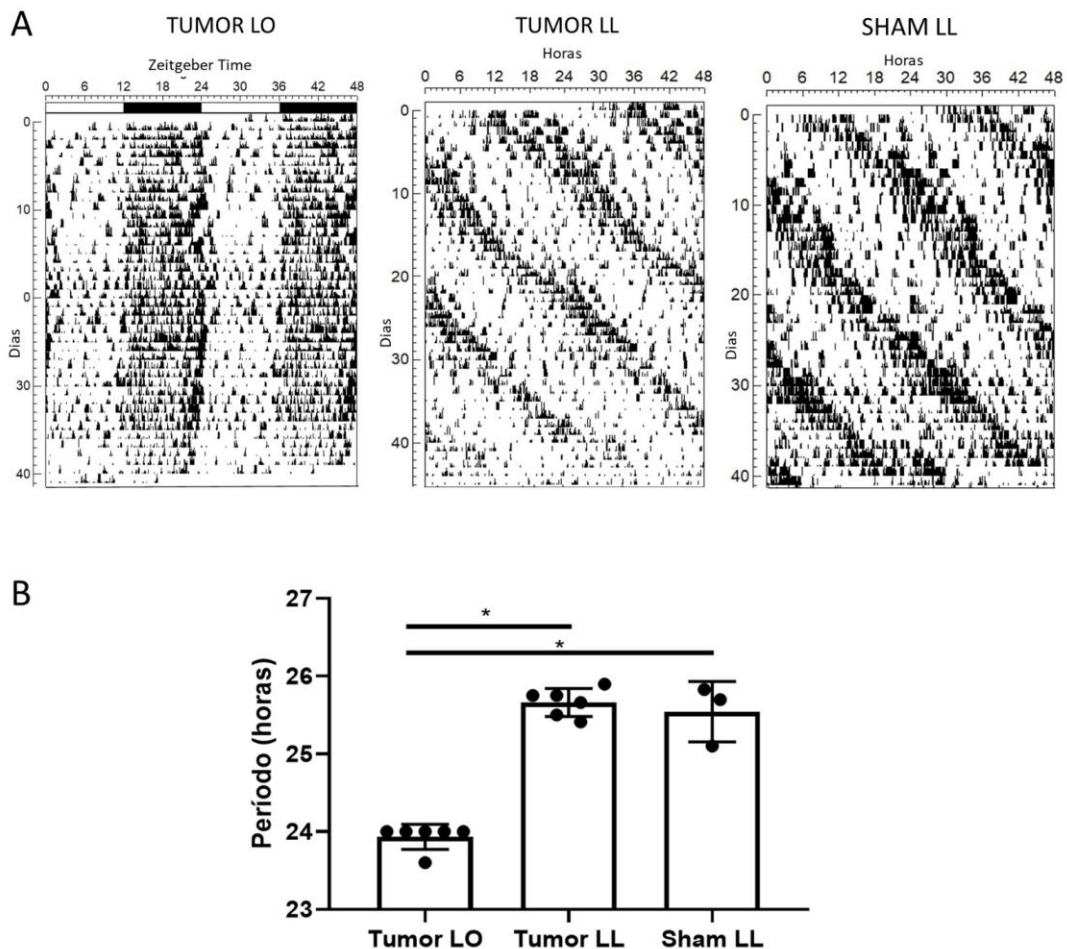 A
TUMOR LO
TUMOR LL
SHAM LL
Zeitgeber Time
Horas
Horas
0 6 12 18 24 30 36 42 48
0 6 12 18 24 30 36 42 48
0 6 12 18 24 30 36 42 48
Dias
0
10
0
30
40
Dias
0
10
20
30
40
Dias
0
10
20
30
40
B
Período (horas)
27
26
25
24
23
*
*
Tumor LO
Tumor LL
Sham LL